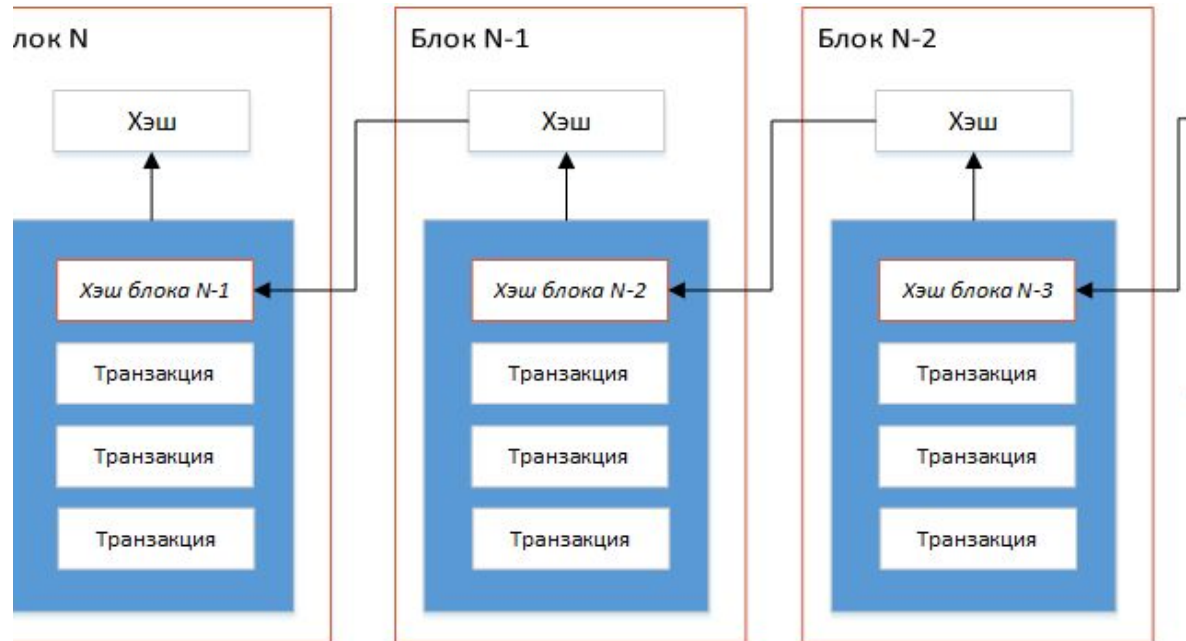 лок N
Хэш
Хэш блока N-1
Транзакция
Транзакция
Транзакция
Блок N-1
Хэш
Хэш блока N-2
Транзакция
Транзакция
Транзакция
Блок N-2
Хэш
Хэш блока N-3
Транзакция
Транзакция
Транзакция